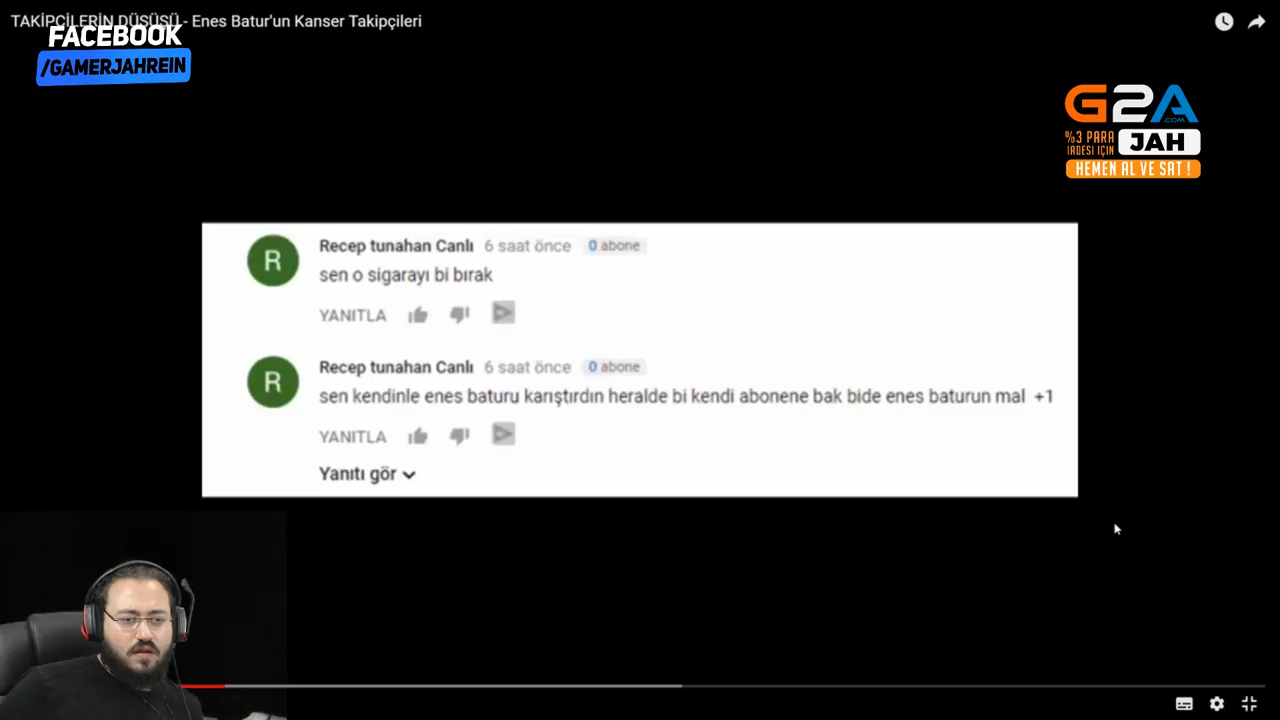 TAKİPÇİLERİN DÜŞÜŞÜ - Enes Batur'un Kanser Takipçileri
FACEBOOK
/GAMERJAHREIN
G2A
.COM
%3 PARA
İADESİ İÇİN
JAH
HEMEN AL VE SAT !
Recep tunahan Canlı 6 saat önce 0 abone
sen o sigarayı bi bırak
YANITLA
Recep tunahan Canlı 6 saat önce 0 abone
sen kendinle enes baturu karıştırdın heralde bi kendi abonene bak bide enes baturun mal +1
YANITLA
Yanıtı gör
R
R